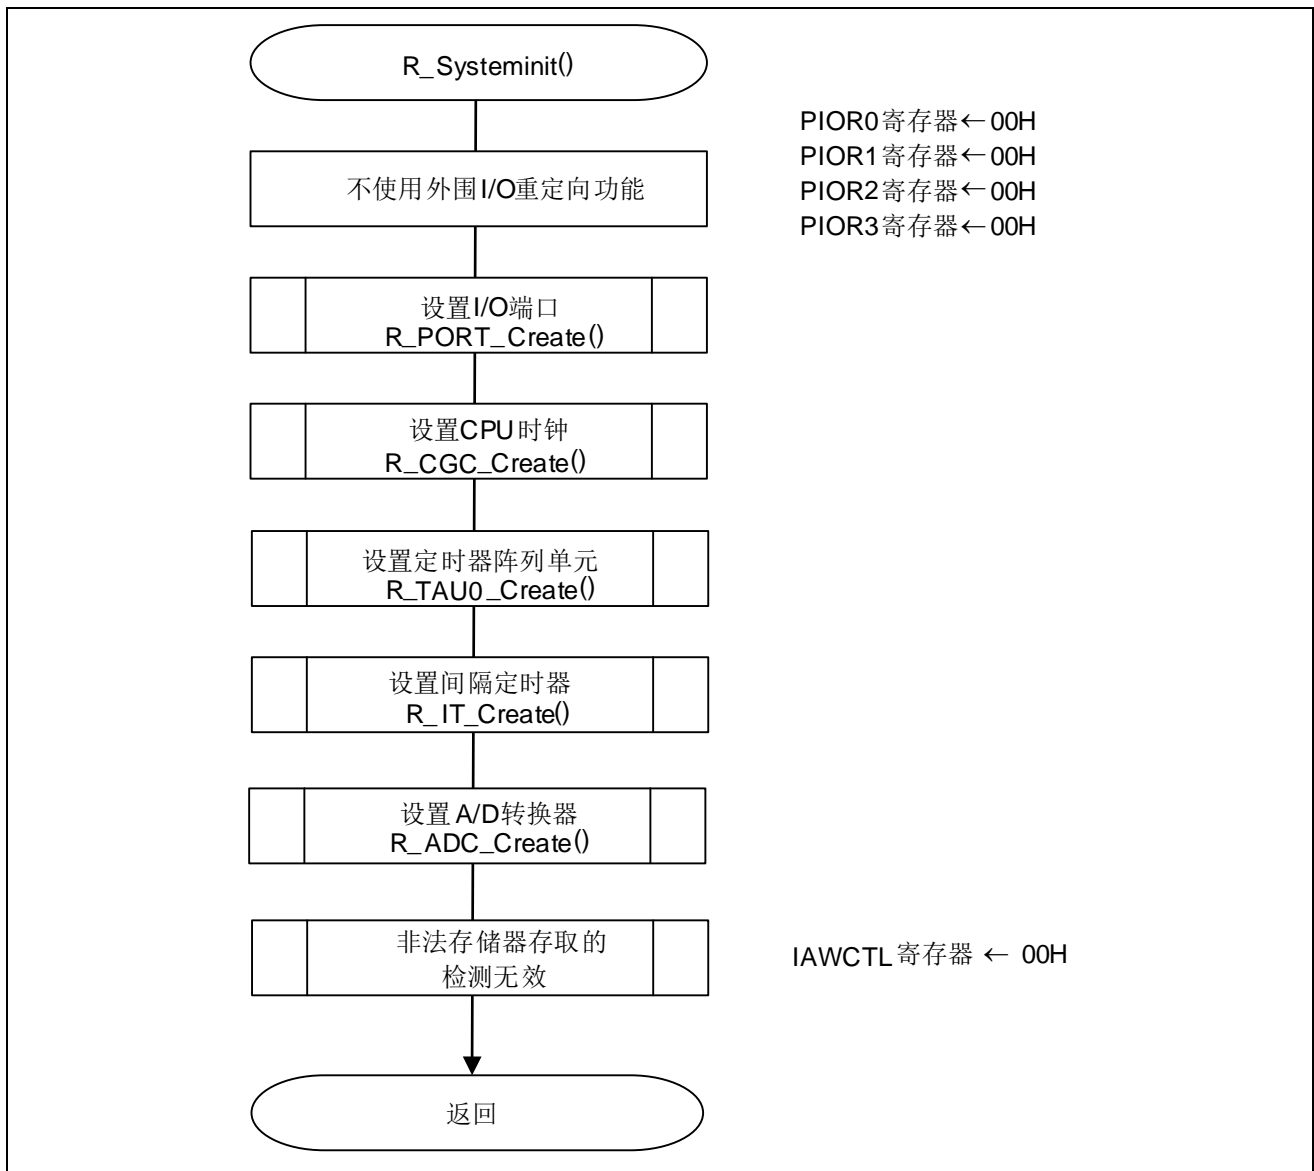 R_Systeminit()
PIOR0寄存器←00H
PIOR1寄存器←00H
PIOR2寄存器←00H
PIOR3寄存器←00H
不使用外围I/O重定向功能
设置I/O端口
R_PORT_Create()
设置CPU时钟
R_CGC_Create()
设置定时器阵列单元
R_TAU0_Create()
设置间隔定时器
R_IT_Create()
设置A/D转换器
R_ADC_Create()
非法存储器存取的
检测无效
IAWCTL寄存器 ← 00H
返回